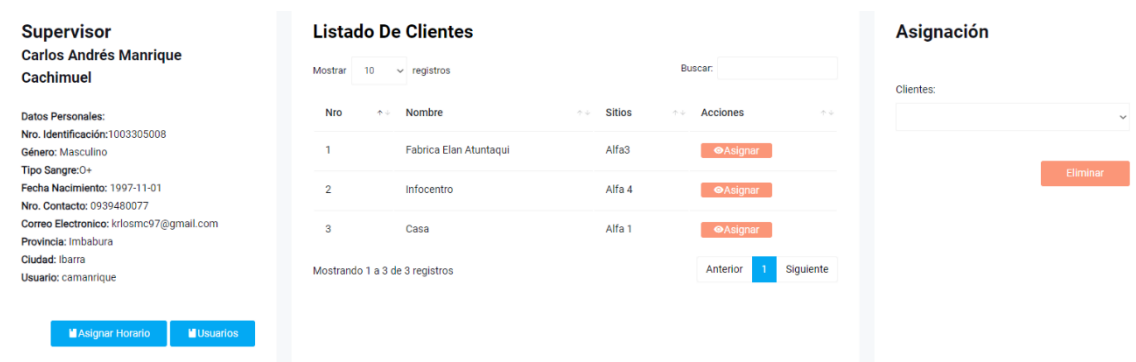 Supervisor
Carlos Andrés Manrique
Cachimuel
Datos Personales:
Nro. Identificación:1003305008
Género: Masculino
Tipo Sangre:O+
Fecha Nacimiento: 1997-11-01
Nro. Contacto: 0939480077
Correo Electronico: krlosmc97@gmail.com
Provincia: Imbabura
Ciudad: Ibarra
Usuario: camanrique
Asignar Horario Usuarios
Listado De Clientes
Mostrar 10 registros Buscar:
Nro Nombre Sitios Acciones
1 Fabrica Elan Atuntaqui Alfa3 Asignar
2 Infocentro Alfa 4 Asignar
3 Casa Alfa 1 Asignar
Mostrando 1 a 3 de 3 registros Anterior 1 Siguiente
Asignación
Clientes:
Eliminar